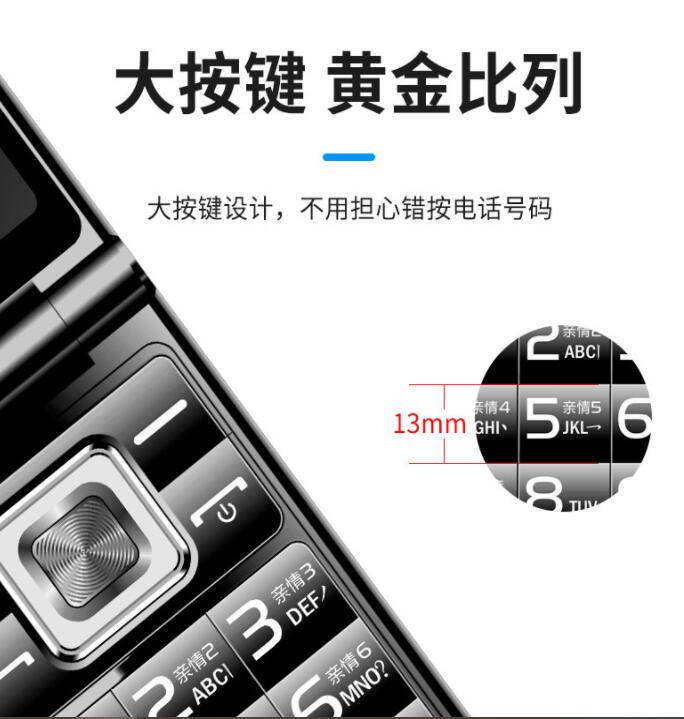 大按键 黄金比列
大按键设计，不用担心错按电话号码
2 亲情2
ABC
13mm
亲情4
GHI
5 亲情5
JKL
6
8
TUV
亲情3
3 DEF
亲情2
2 ABC
亲情6
6 MNO?